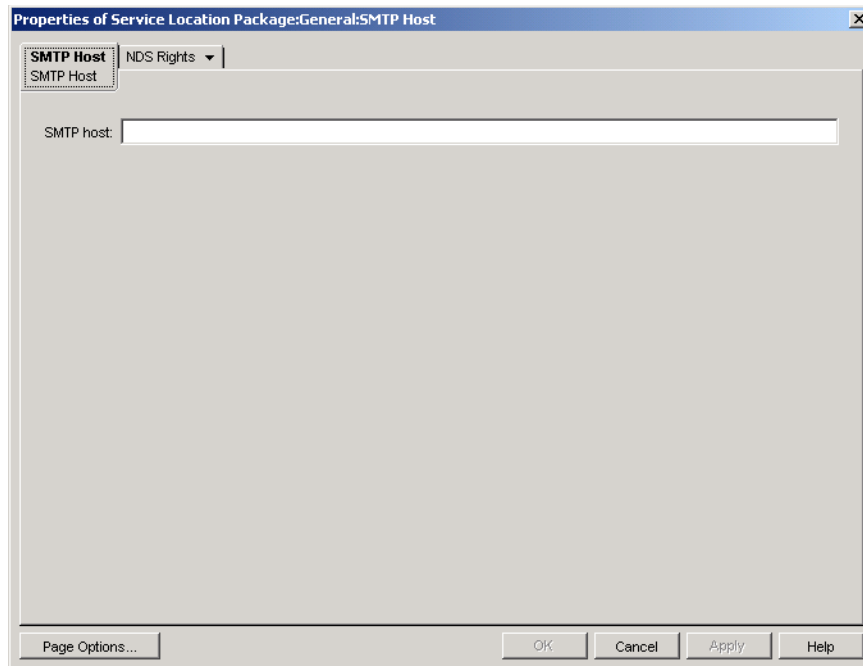 Properties of Service Location Package:General:SMTP Host
SMTP Host NDS Rights
SMTP Host
SMTP host:
Page Options... OK Cancel Apply Help